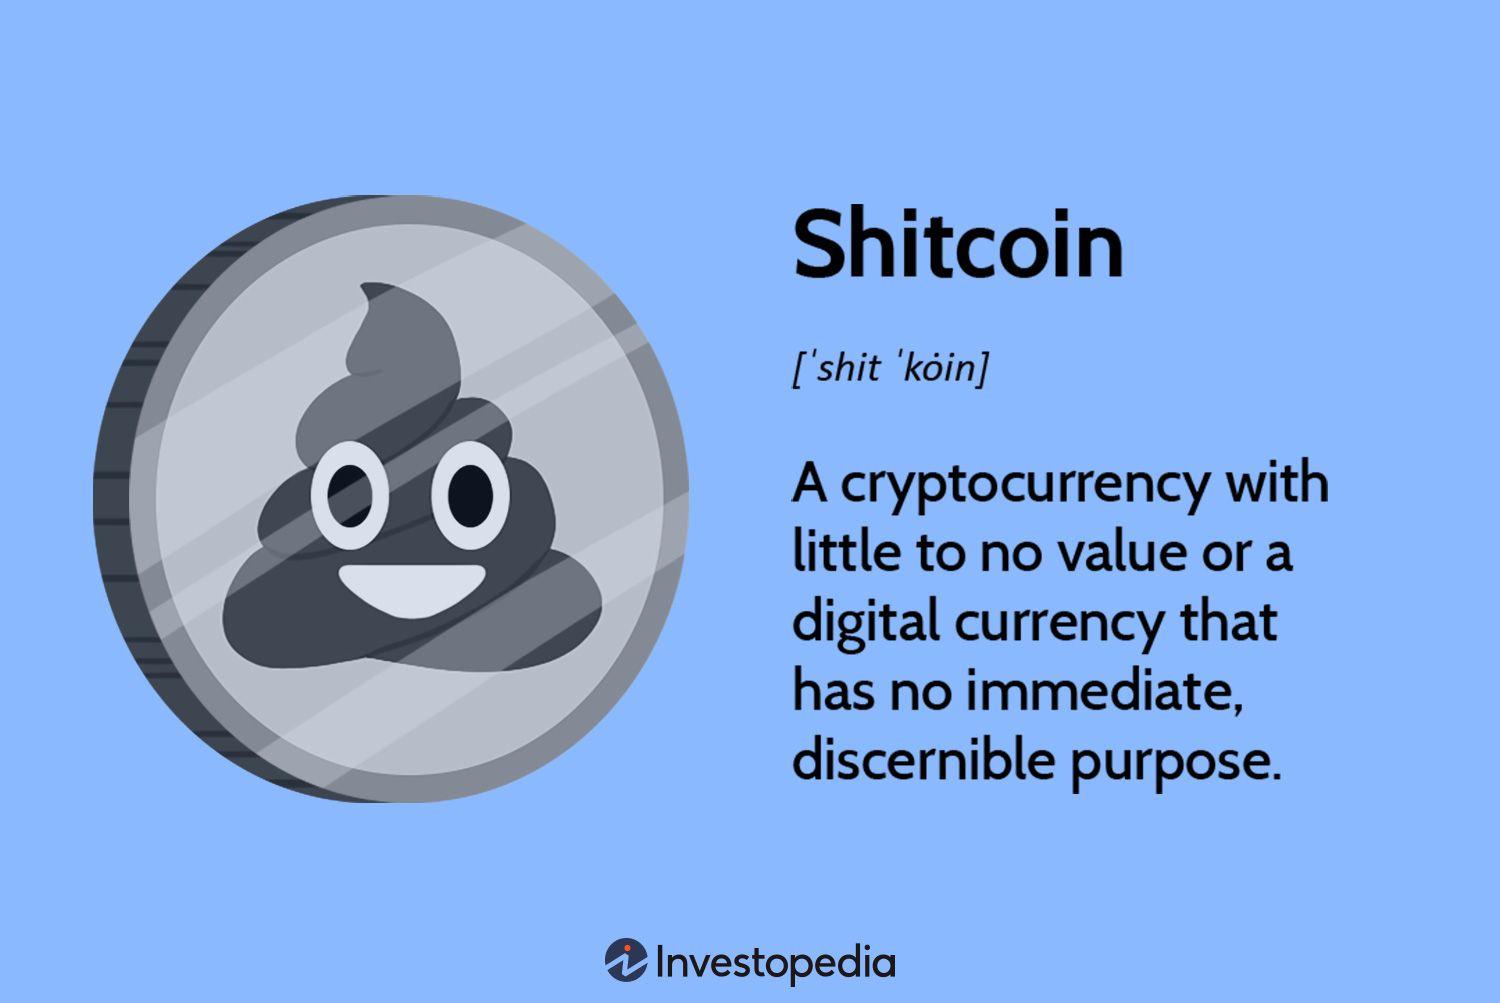 Shitcoin
[ˈshit ˈkȯin]
A cryptocurrency with
little to no value or a
digital currency that
has no immediate,
discernible purpose.
Investopedia